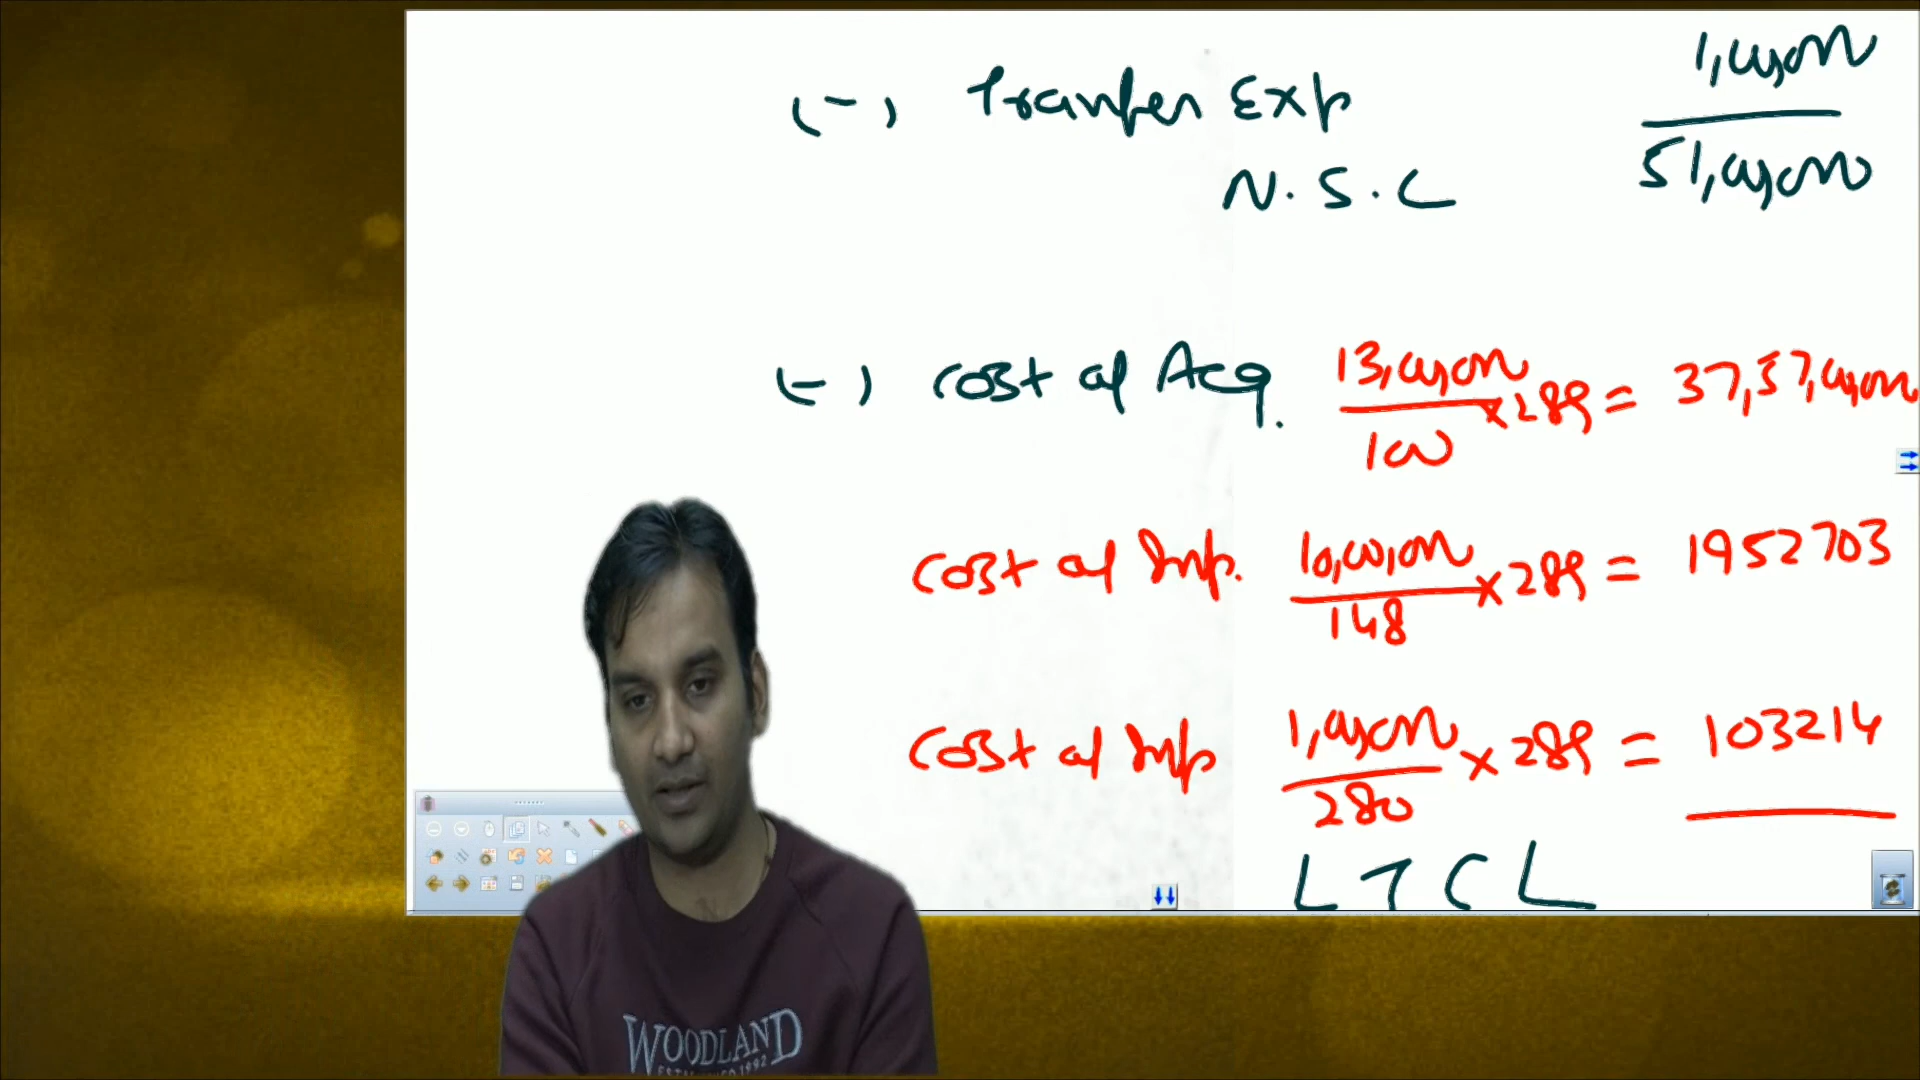 1,00,000
(-) Tranfer Exp
51,00,000
N.S.C
(-) Cost of Acq. 13,00,000/100 × 289 = 37,57,000
Cost of Imp. 10,00,000/148 × 289 = 1952703
Cost of Imp 1,00,000/280 × 289 = 103214
LTCL
WOODLAND